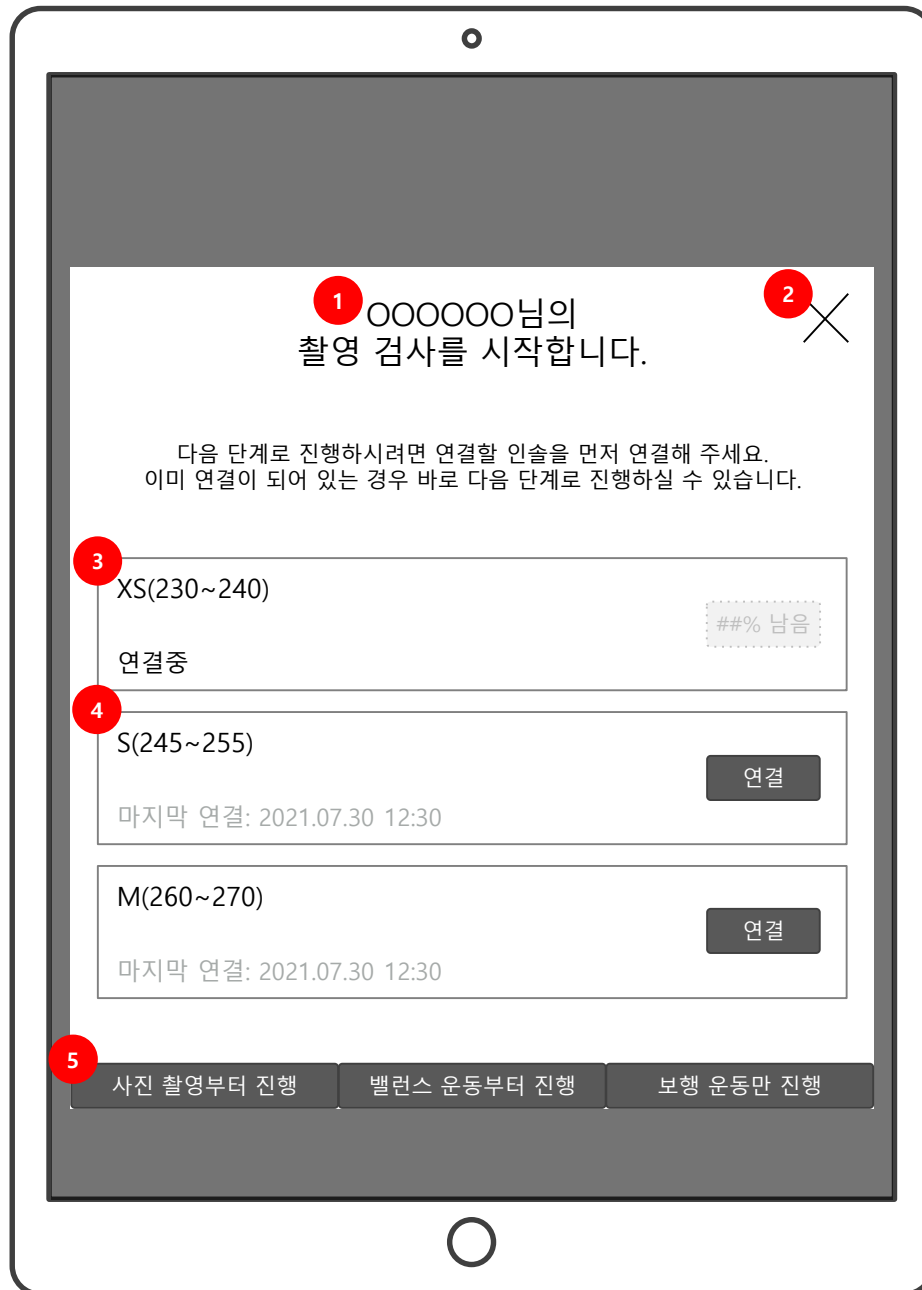 1
OOOOOO님의
2
촬영 검사를 시작합니다.
다음 단계로 진행하시려면 연결할 인솔을 먼저 연결해 주세요.
이미 연결이 되어 있는 경우 바로 다음 단계로 진행하실 수 있습니다.
3
XS(230~240)
##% 남음
연결중
4
S(245~255)
연결
마지막 연결: 2021.07.30 12:30
M(260~270)
연결
마지막 연결: 2021.07.30 12:30
5
사진 촬영부터 진행
밸런스 운동부터 진행
보행 운동만 진행